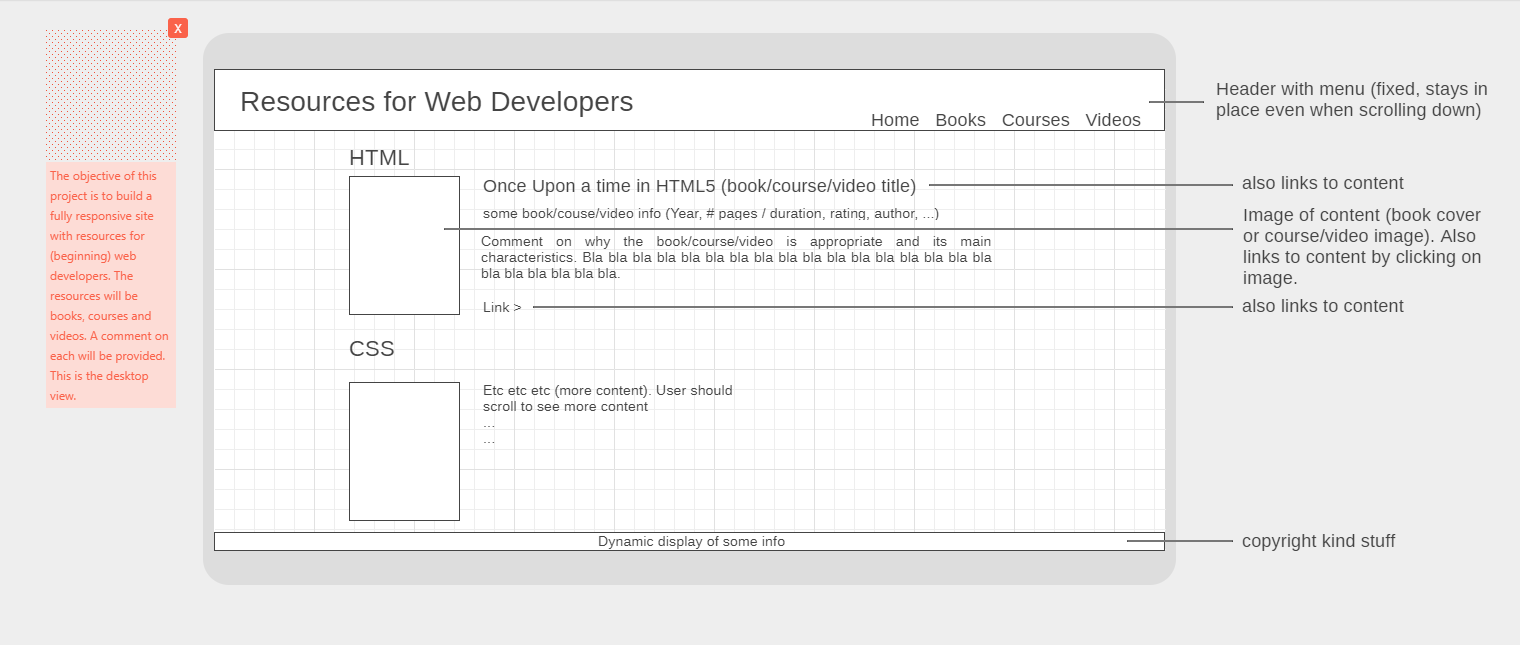 X
The objective of this
project is to build a
fully responsive site
with resources for
(beginning) web
developers. The
resources will be
books, courses and
videos. A comment on
each will be provided.
This is the desktop
view.
Resources for Web Developers
Home Books Courses Videos
HTML
Once Upon a time in HTML5 (book/course/video title)
some book/couse/video info (Year, # pages / duration, rating, author, ...)
Comment on why the book/course/video is appropriate and its main
characteristics. Bla bla bla bla bla bla bla bla bla bla bla bla bla bla bla bla bla
bla bla bla bla bla bla.
Link >
CSS
Etc etc etc (more content). User should
scroll to see more content
...
...
Dynamic display of some info
Header with menu (fixed, stays in
place even when scrolling down)
also links to content
Image of content (book cover
or course/video image). Also
links to content by clicking on
image.
also links to content
copyright kind stuff